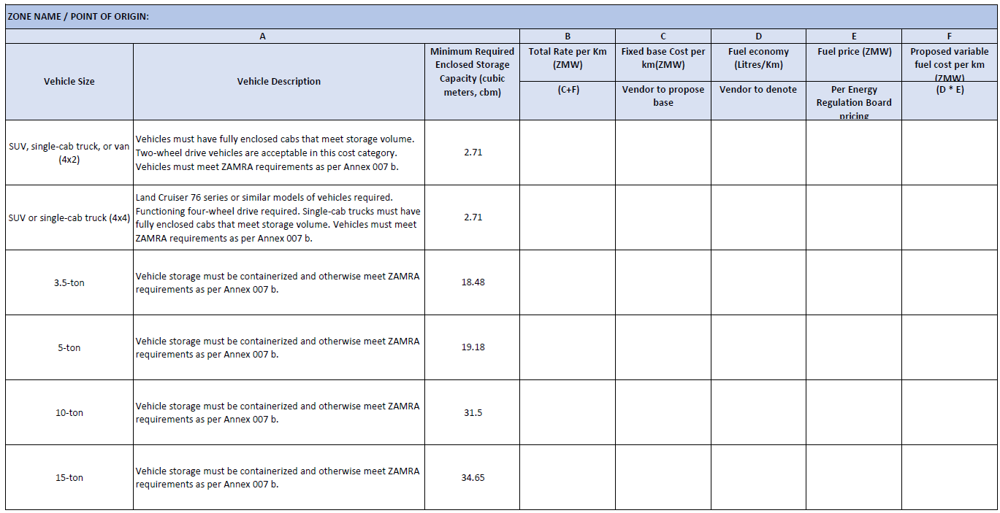 ZONE NAME / POINT OF ORIGIN:
A
B
C
D
E
F
Vehicle Size
Vehicle Description
Minimum Required
Enclosed Storage
Capacity (cubic
meters, cbm)
Total Rate per Km
(ZMW)
Fixed base Cost per
km(ZMW)
Fuel economy
(Litres/Km)
Fuel price (ZMW)
Proposed variable
fuel cost per km
(ZMW)
(C+F)
Vendor to propose
base
Vendor to denote
Per Energy
Regulation Board
pricing
(D * E)
SUV, single-cab truck, or van
(4x2)
Vehicles must have fully enclosed cabs that meet storage volume.
Two-wheel drive vehicles are acceptable in this cost category.
Vehicles must meet ZAMRA requirements as per Annex 007 b.
2.71
SUV or single-cab truck (4x4)
Land Cruiser 76 series or similar models of vehicles required.
Functioning four-wheel drive required. Single-cab trucks must have
fully enclosed cabs that meet storage volume. Vehicles must meet
ZAMRA requirements as per Annex 007 b.
2.71
3.5-ton
Vehicle storage must be containerized and otherwise meet ZAMRA
requirements as per Annex 007 b.
18.48
5-ton
Vehicle storage must be containerized and otherwise meet ZAMRA
requirements as per Annex 007 b.
19.18
10-ton
Vehicle storage must be containerized and otherwise meet ZAMRA
requirements as per Annex 007 b.
31.5
15-ton
Vehicle storage must be containerized and otherwise meet ZAMRA
requirements as per Annex 007 b.
34.65